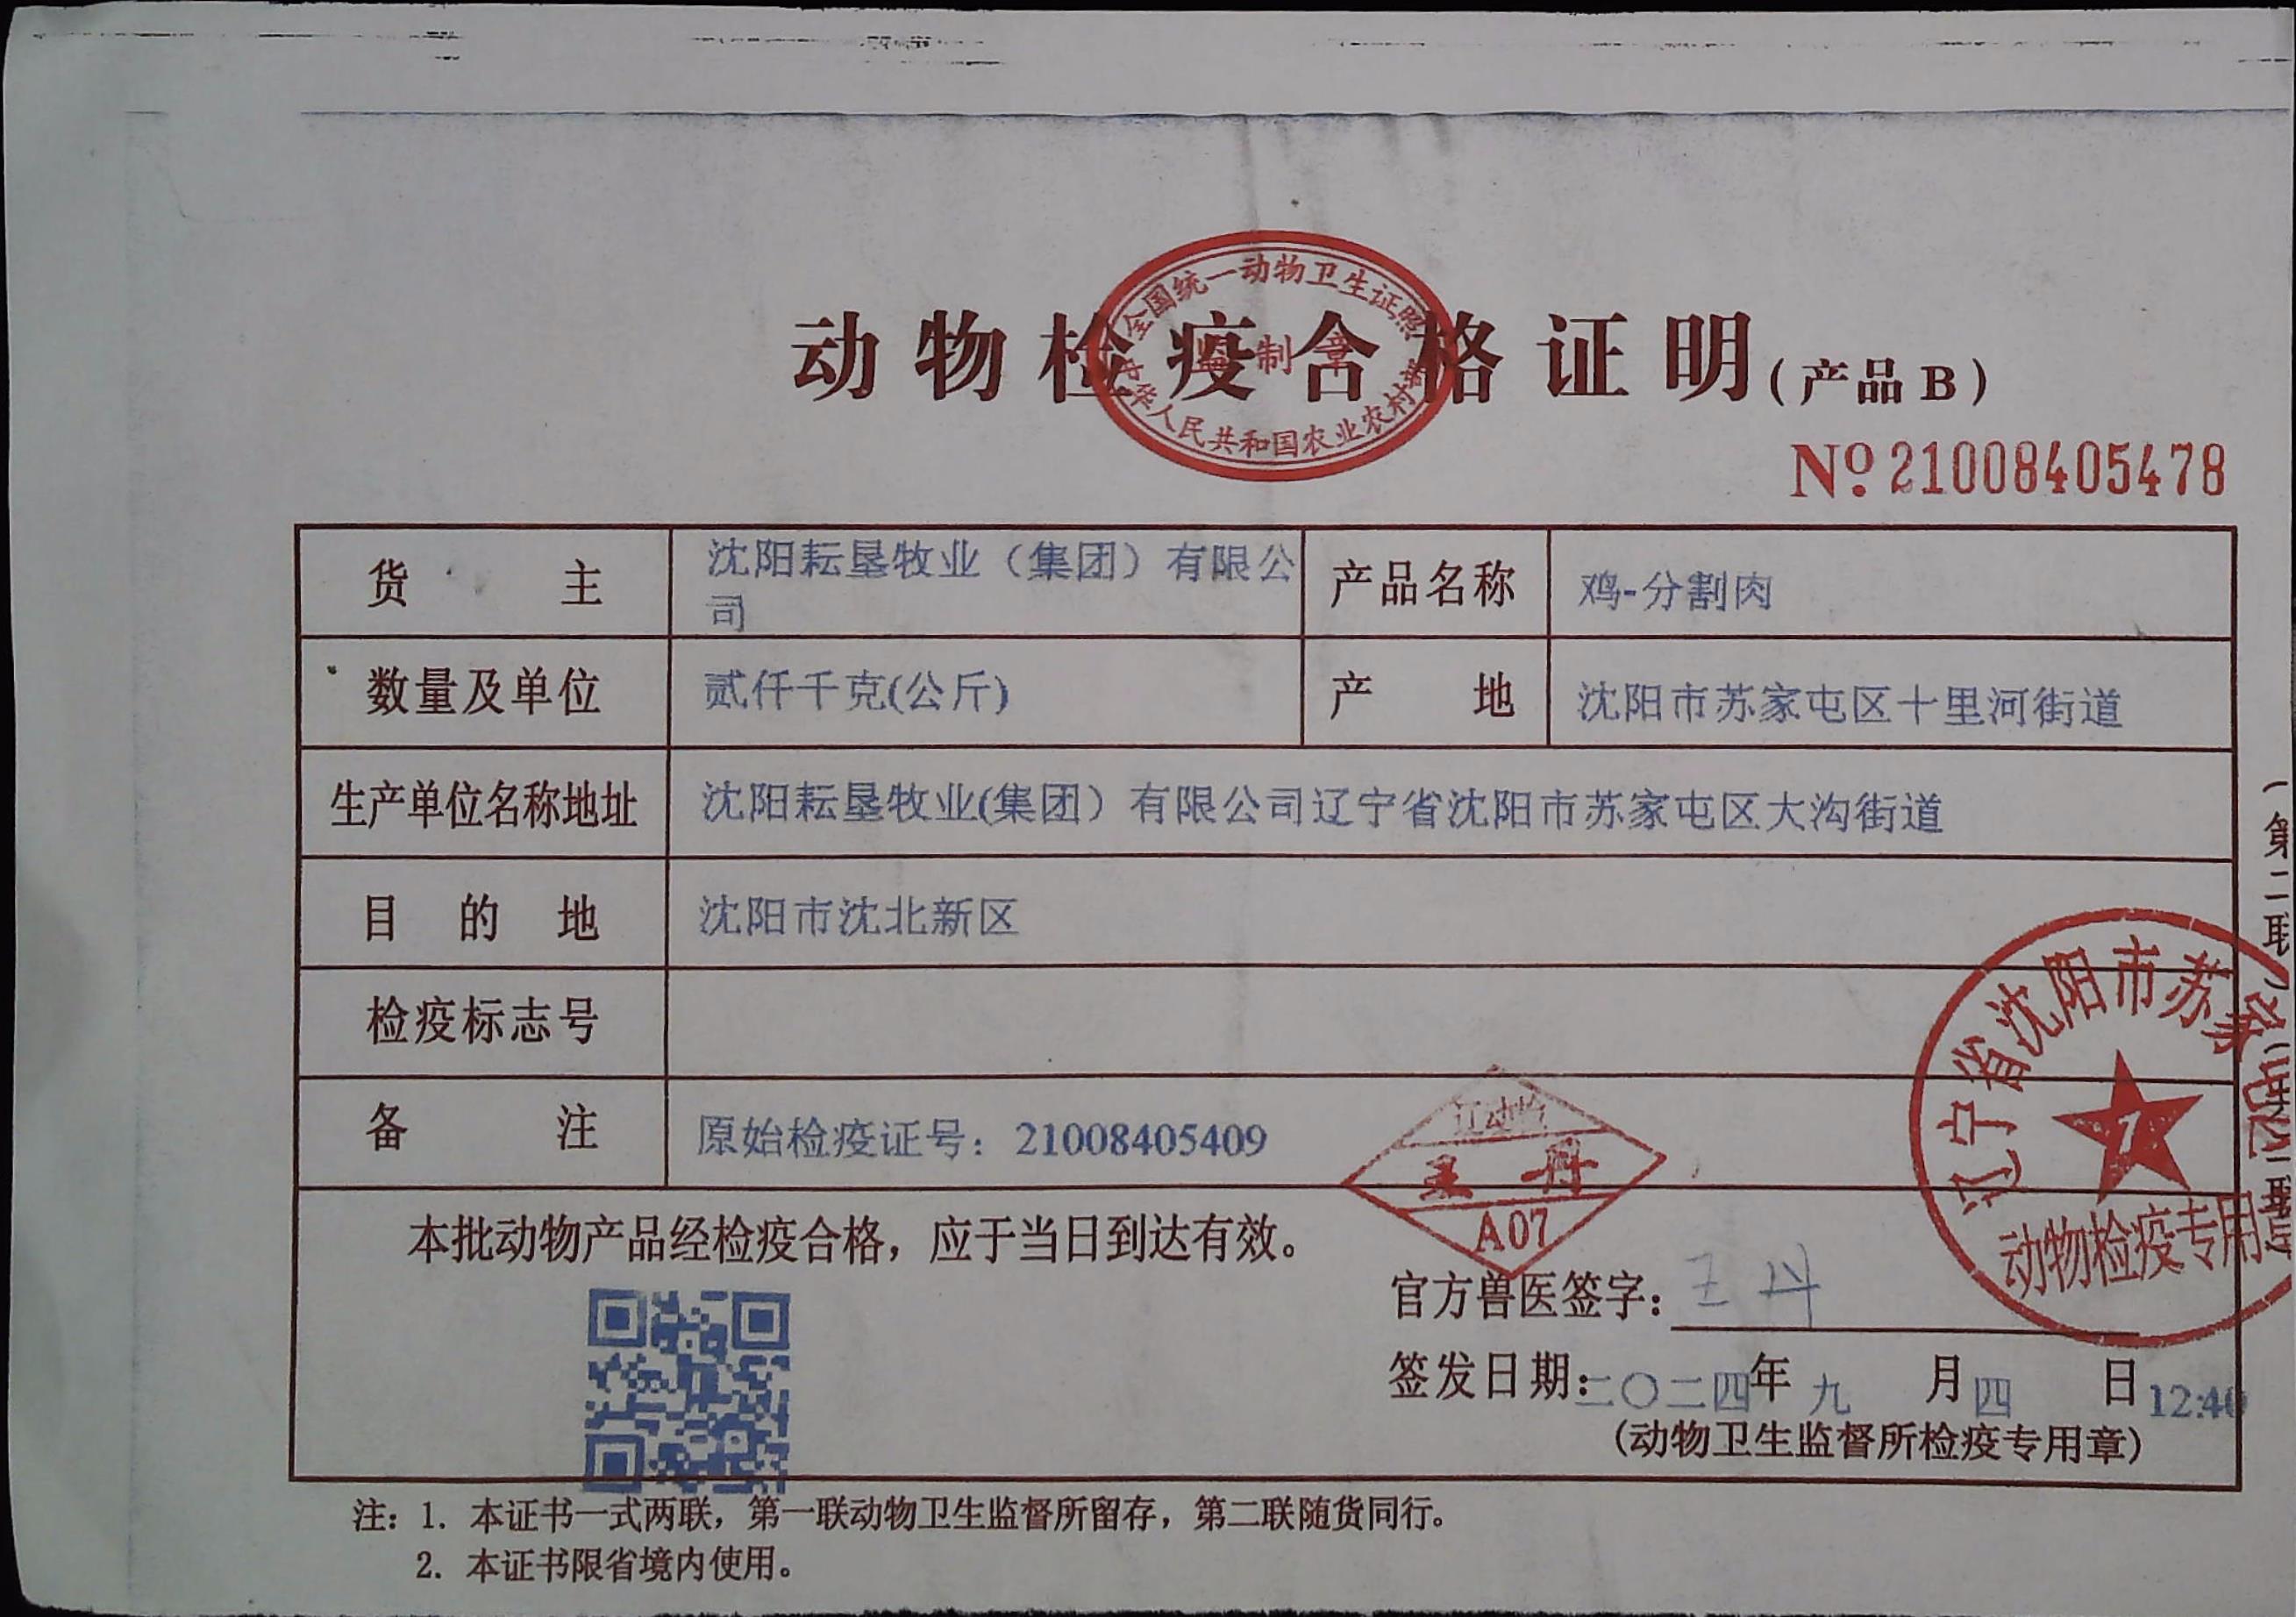 全国统一动物卫生证照
监制章
中华人民共和国农业农村部
动物检疫合格证明(产品B)
№21008405478
货主
沈阳耘垦牧业（集团）有限公
司
产品名称
鸡-分割肉
数量及单位
贰仟千克(公斤)
产地
沈阳市苏家屯区十里河街道
生产单位名称地址
沈阳耘垦牧业(集团）有限公司辽宁省沈阳市苏家屯区大沟街道
目的地
沈阳市沈北新区
检疫标志号
备注
原始检疫证号：21008405409
辽动检
王丹
A07
辽宁省沈阳市苏家屯区
1
动物检疫专用章
（第二联）
本批动物产品经检疫合格，应于当日到达有效。
官方兽医签字：王丹
签发日期：二〇二四年九月四日12:40
(动物卫生监督所检疫专用章)
注：1. 本证书一式两联，第一联动物卫生监督所留存，第二联随货同行。
2. 本证书限省境内使用。